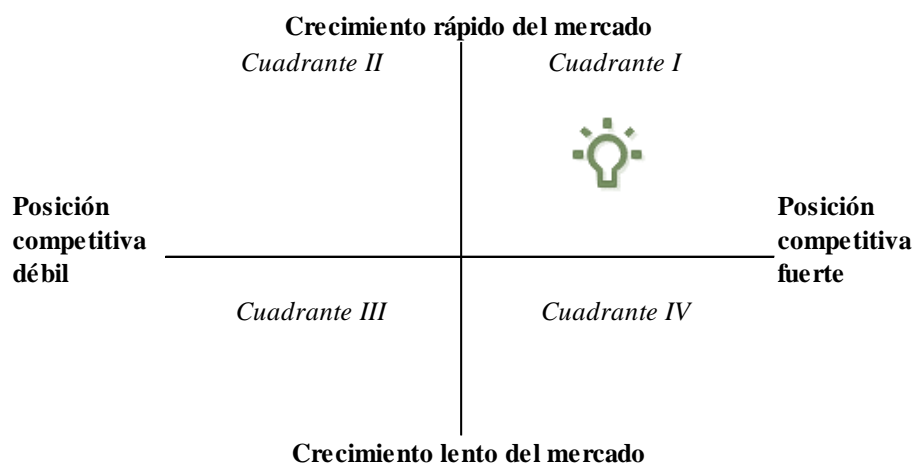 Crecimiento rápido del mercado
Cuadrante II
Cuadrante I
Posición
competitiva
débil
Posición
competitiva
fuerte
Cuadrante III
Cuadrante IV
Crecimiento lento del mercado